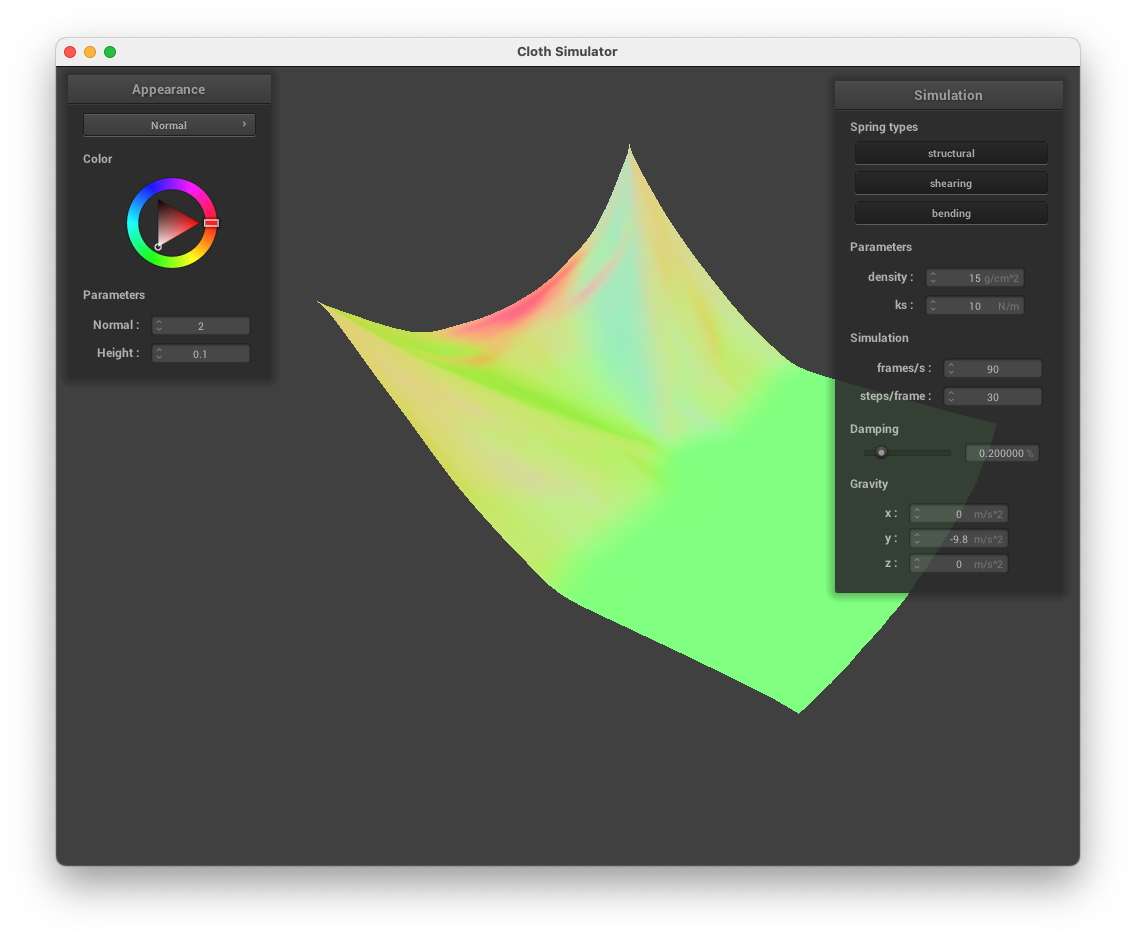 Cloth Simulator
Appearance
Normal
Color
Parameters
Normal : 2
Height : 0.1
Simulation
Spring types
structural
shearing
bending
Parameters
density : 15 g/cm^2
ks : 10 N/m
Simulation
frames/s : 90
steps/frame : 30
Damping
0.200000 %
Gravity
x : 0 m/s^2
y : -9.8 m/s^2
z : 0 m/s^2